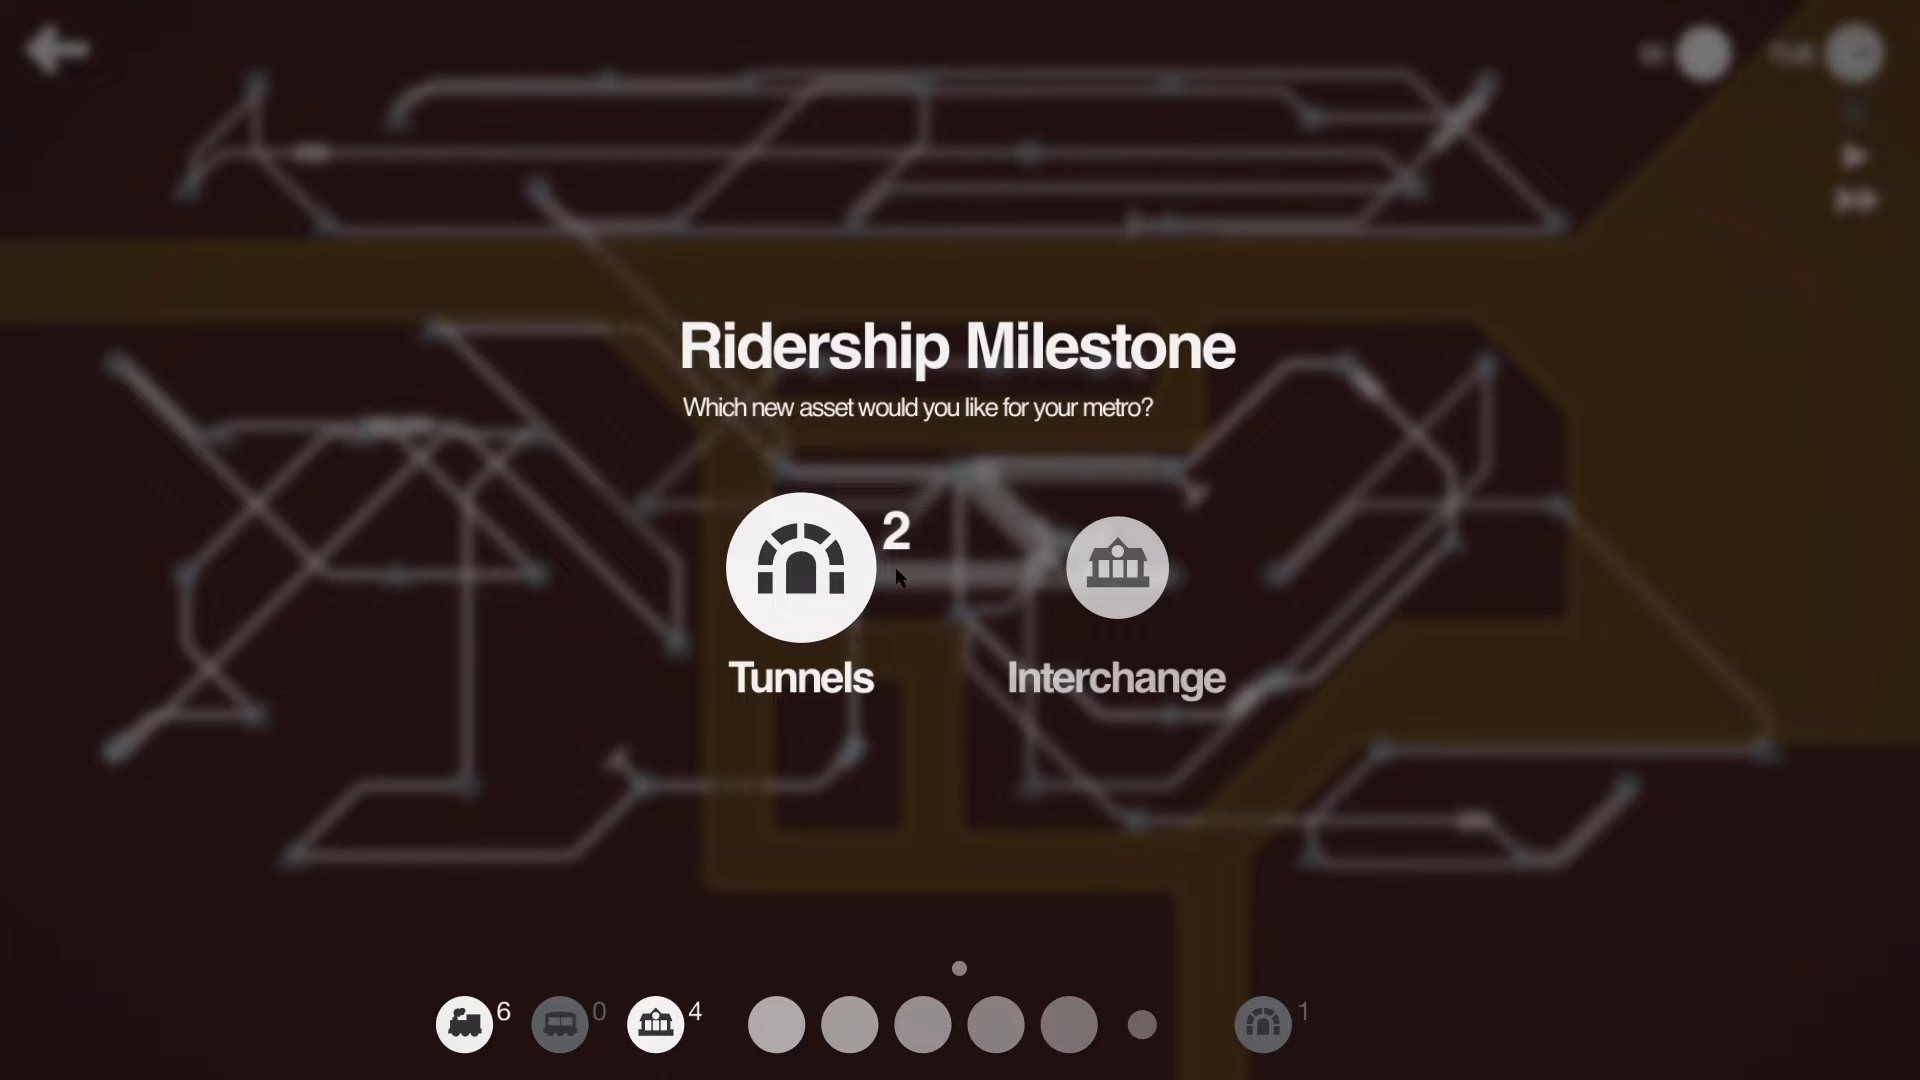 Ridership Milestone
Which new asset would you like for your metro?
2
Tunnels
Interchange
6
0
4
1